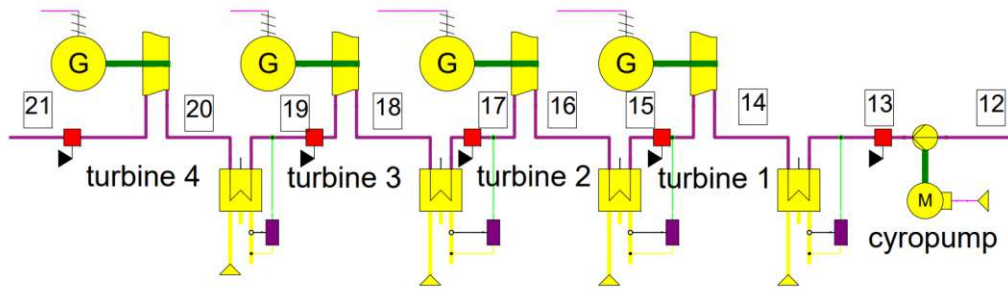 G G G G
21 20 19 18 17 16 15 14 13 12
turbine 4 turbine 3 turbine 2 turbine 1
M
cyropump